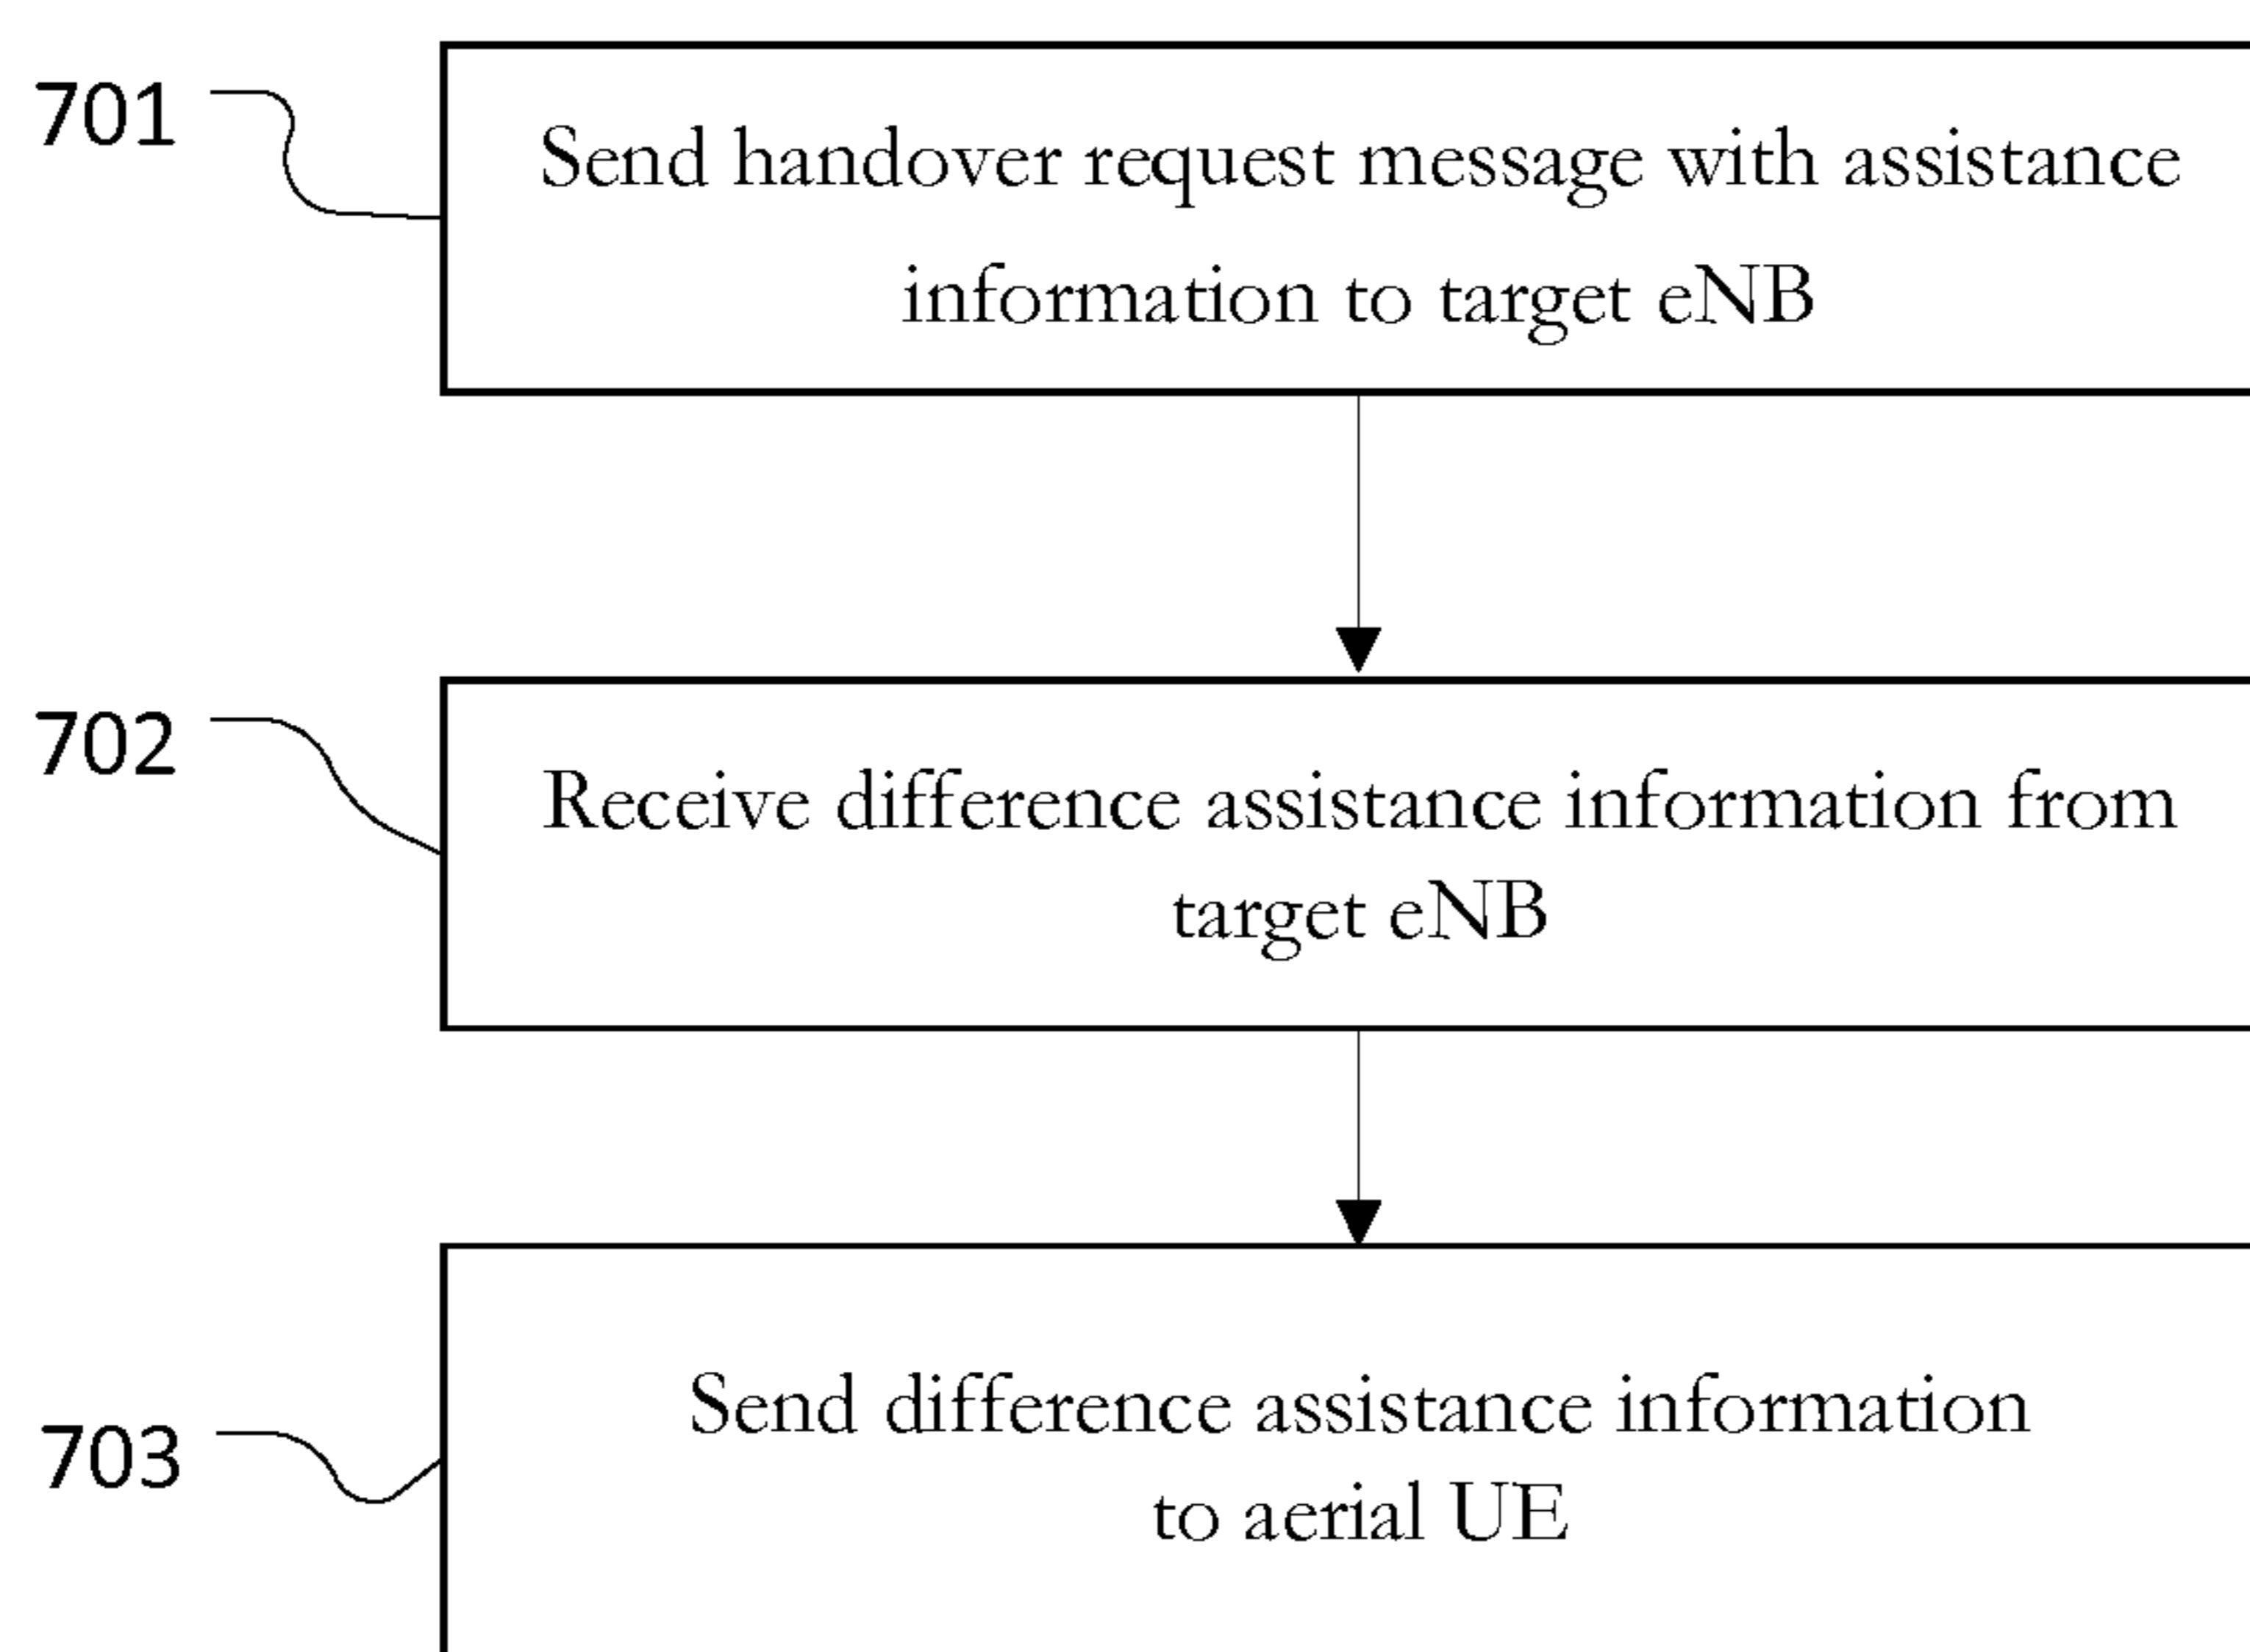 701
Send handover request message with assistance
information to target eNB
702
Receive difference assistance information from
target eNB
703
Send difference assistance information
to aerial UE